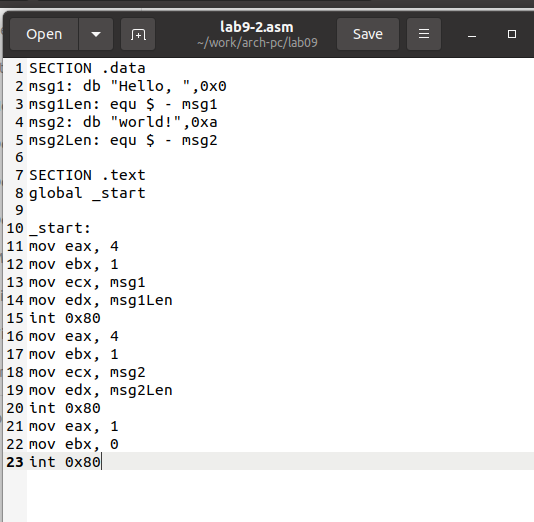 Open
lab9-2.asm
~/work/arch-pc/lab09
Save
1 SECTION .data
2 msg1: db "Hello, ",0x0
3 msg1Len: equ $ - msg1
4 msg2: db "world!",0xa
5 msg2Len: equ $ - msg2
6
7 SECTION .text
8 global _start
9
10 _start:
11 mov eax, 4
12 mov ebx, 1
13 mov ecx, msg1
14 mov edx, msg1Len
15 int 0x80
16 mov eax, 4
17 mov ebx, 1
18 mov ecx, msg2
19 mov edx, msg2Len
20 int 0x80
21 mov eax, 1
22 mov ebx, 0
23 int 0x80